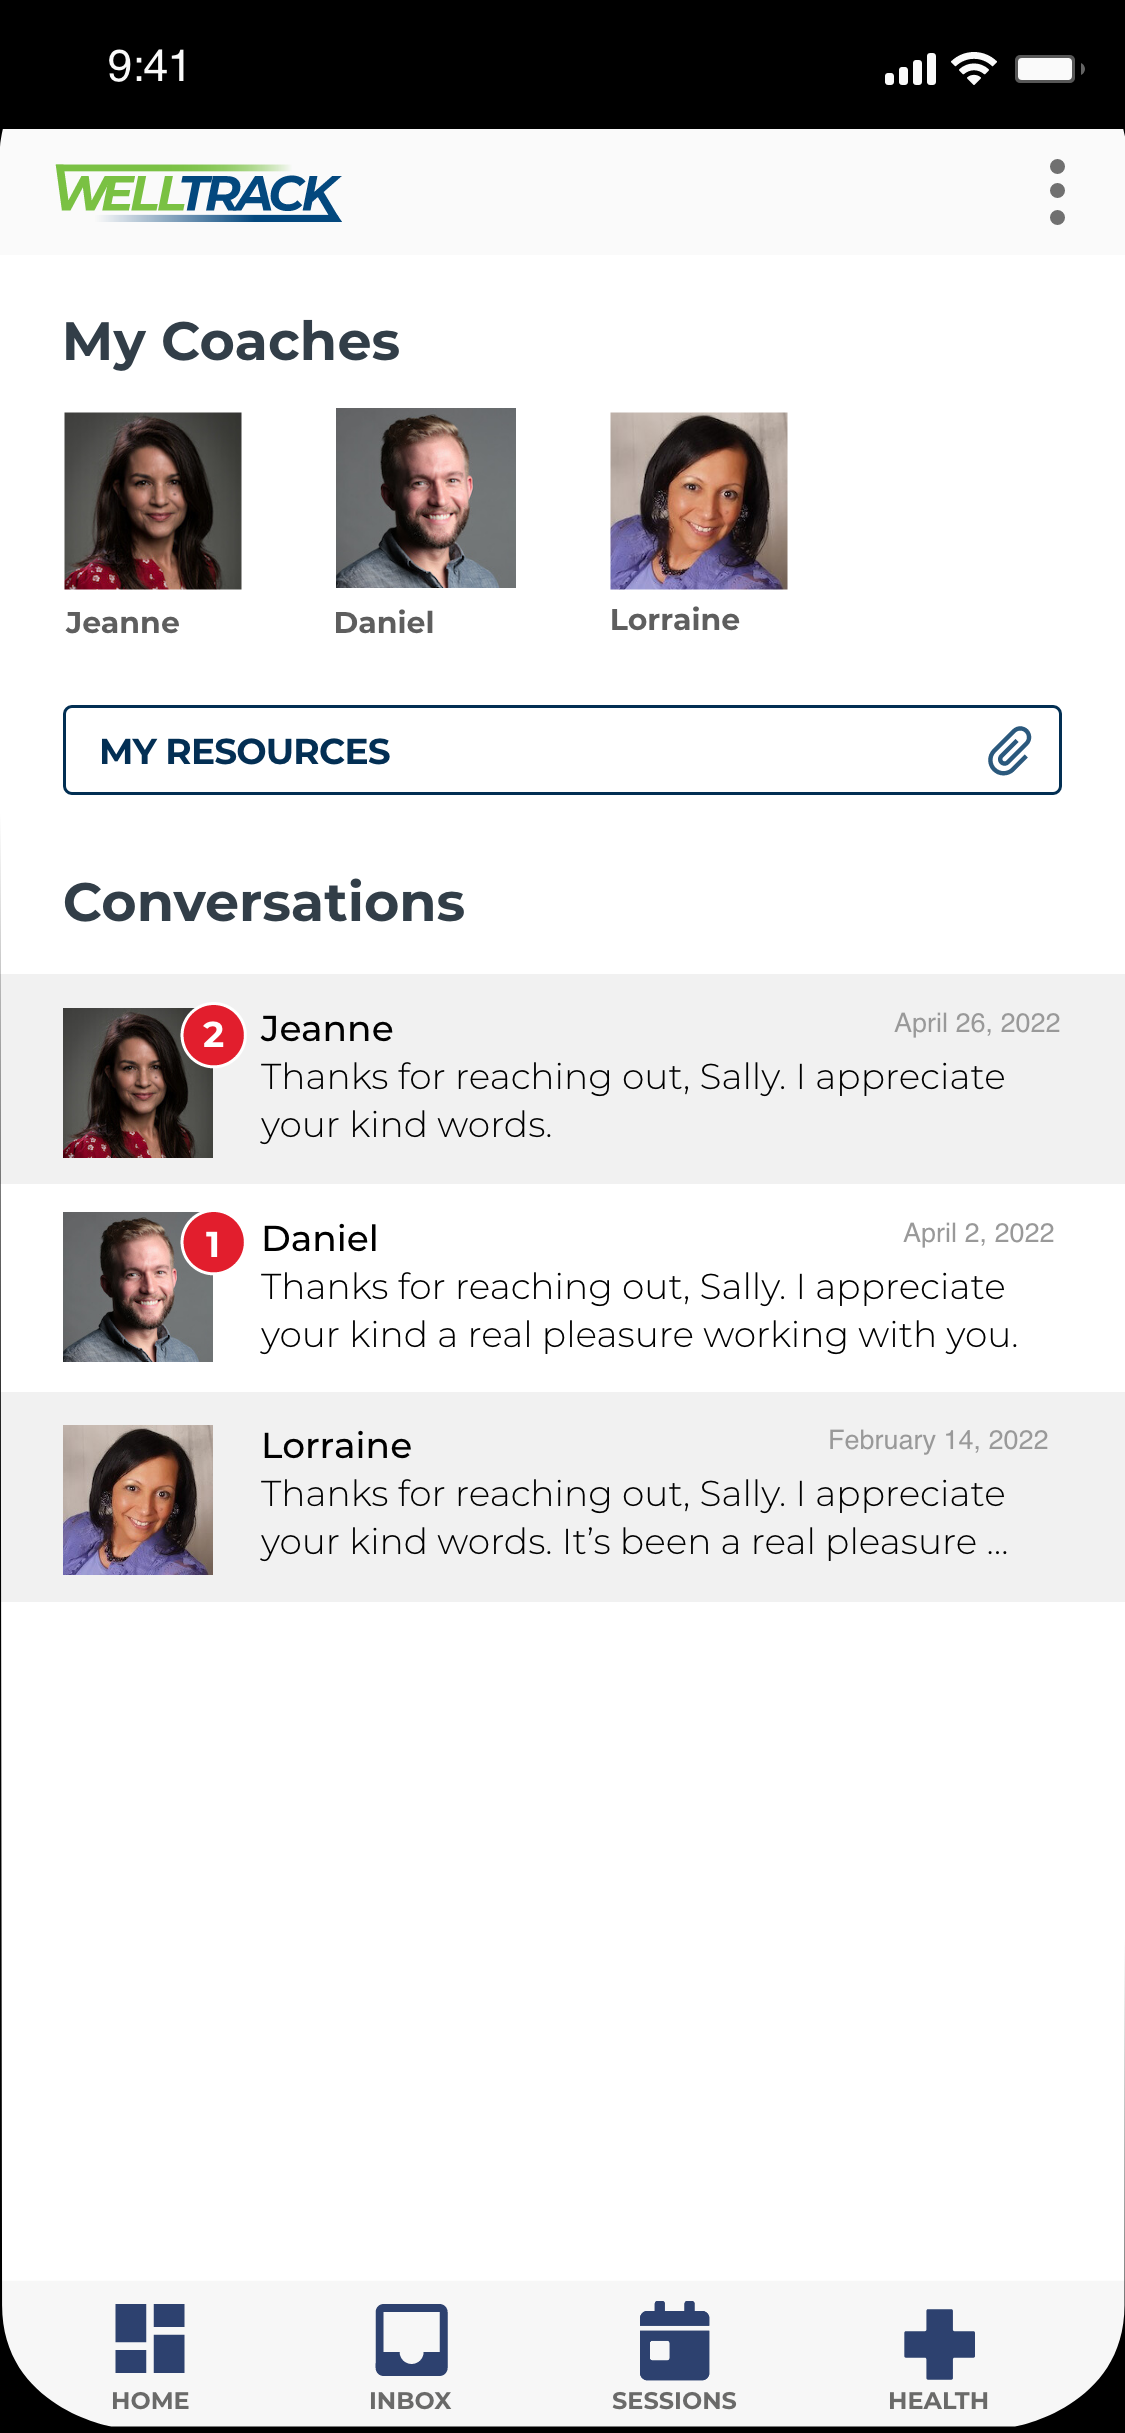 9:41
WELLTRACK
My Coaches
Jeanne
Daniel
Lorraine
MY RESOURCES
Conversations
2
Jeanne
April 26, 2022
Thanks for reaching out, Sally. I appreciate
your kind words.
1
Daniel
April 2, 2022
Thanks for reaching out, Sally. I appreciate
your kind a real pleasure working with you.
Lorraine
February 14, 2022
Thanks for reaching out, Sally. I appreciate
your kind words. It’s been a real pleasure ...
HOME
INBOX
SESSIONS
HEALTH